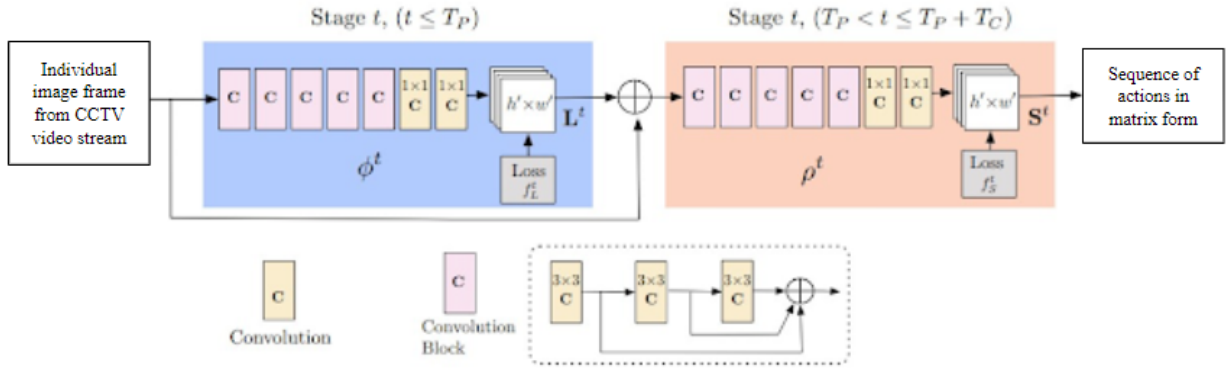 Stage t, (t ≤ T_P)
Stage t, (T_P < t ≤ T_P + T_C)
Individual
image frame
from CCTV
video stream
C C C C C 1×1 C 1×1 C
h′×w′
L^t
Loss
f_L^t
ϕ^t
C C C C C 1×1 C 1×1 C
h′×w′
S^t
Loss
f_S^t
ρ^t
Sequence of
actions in
matrix form
C
Convolution
C
Convolution
Block
3×3 C 3×3 C 3×3 C